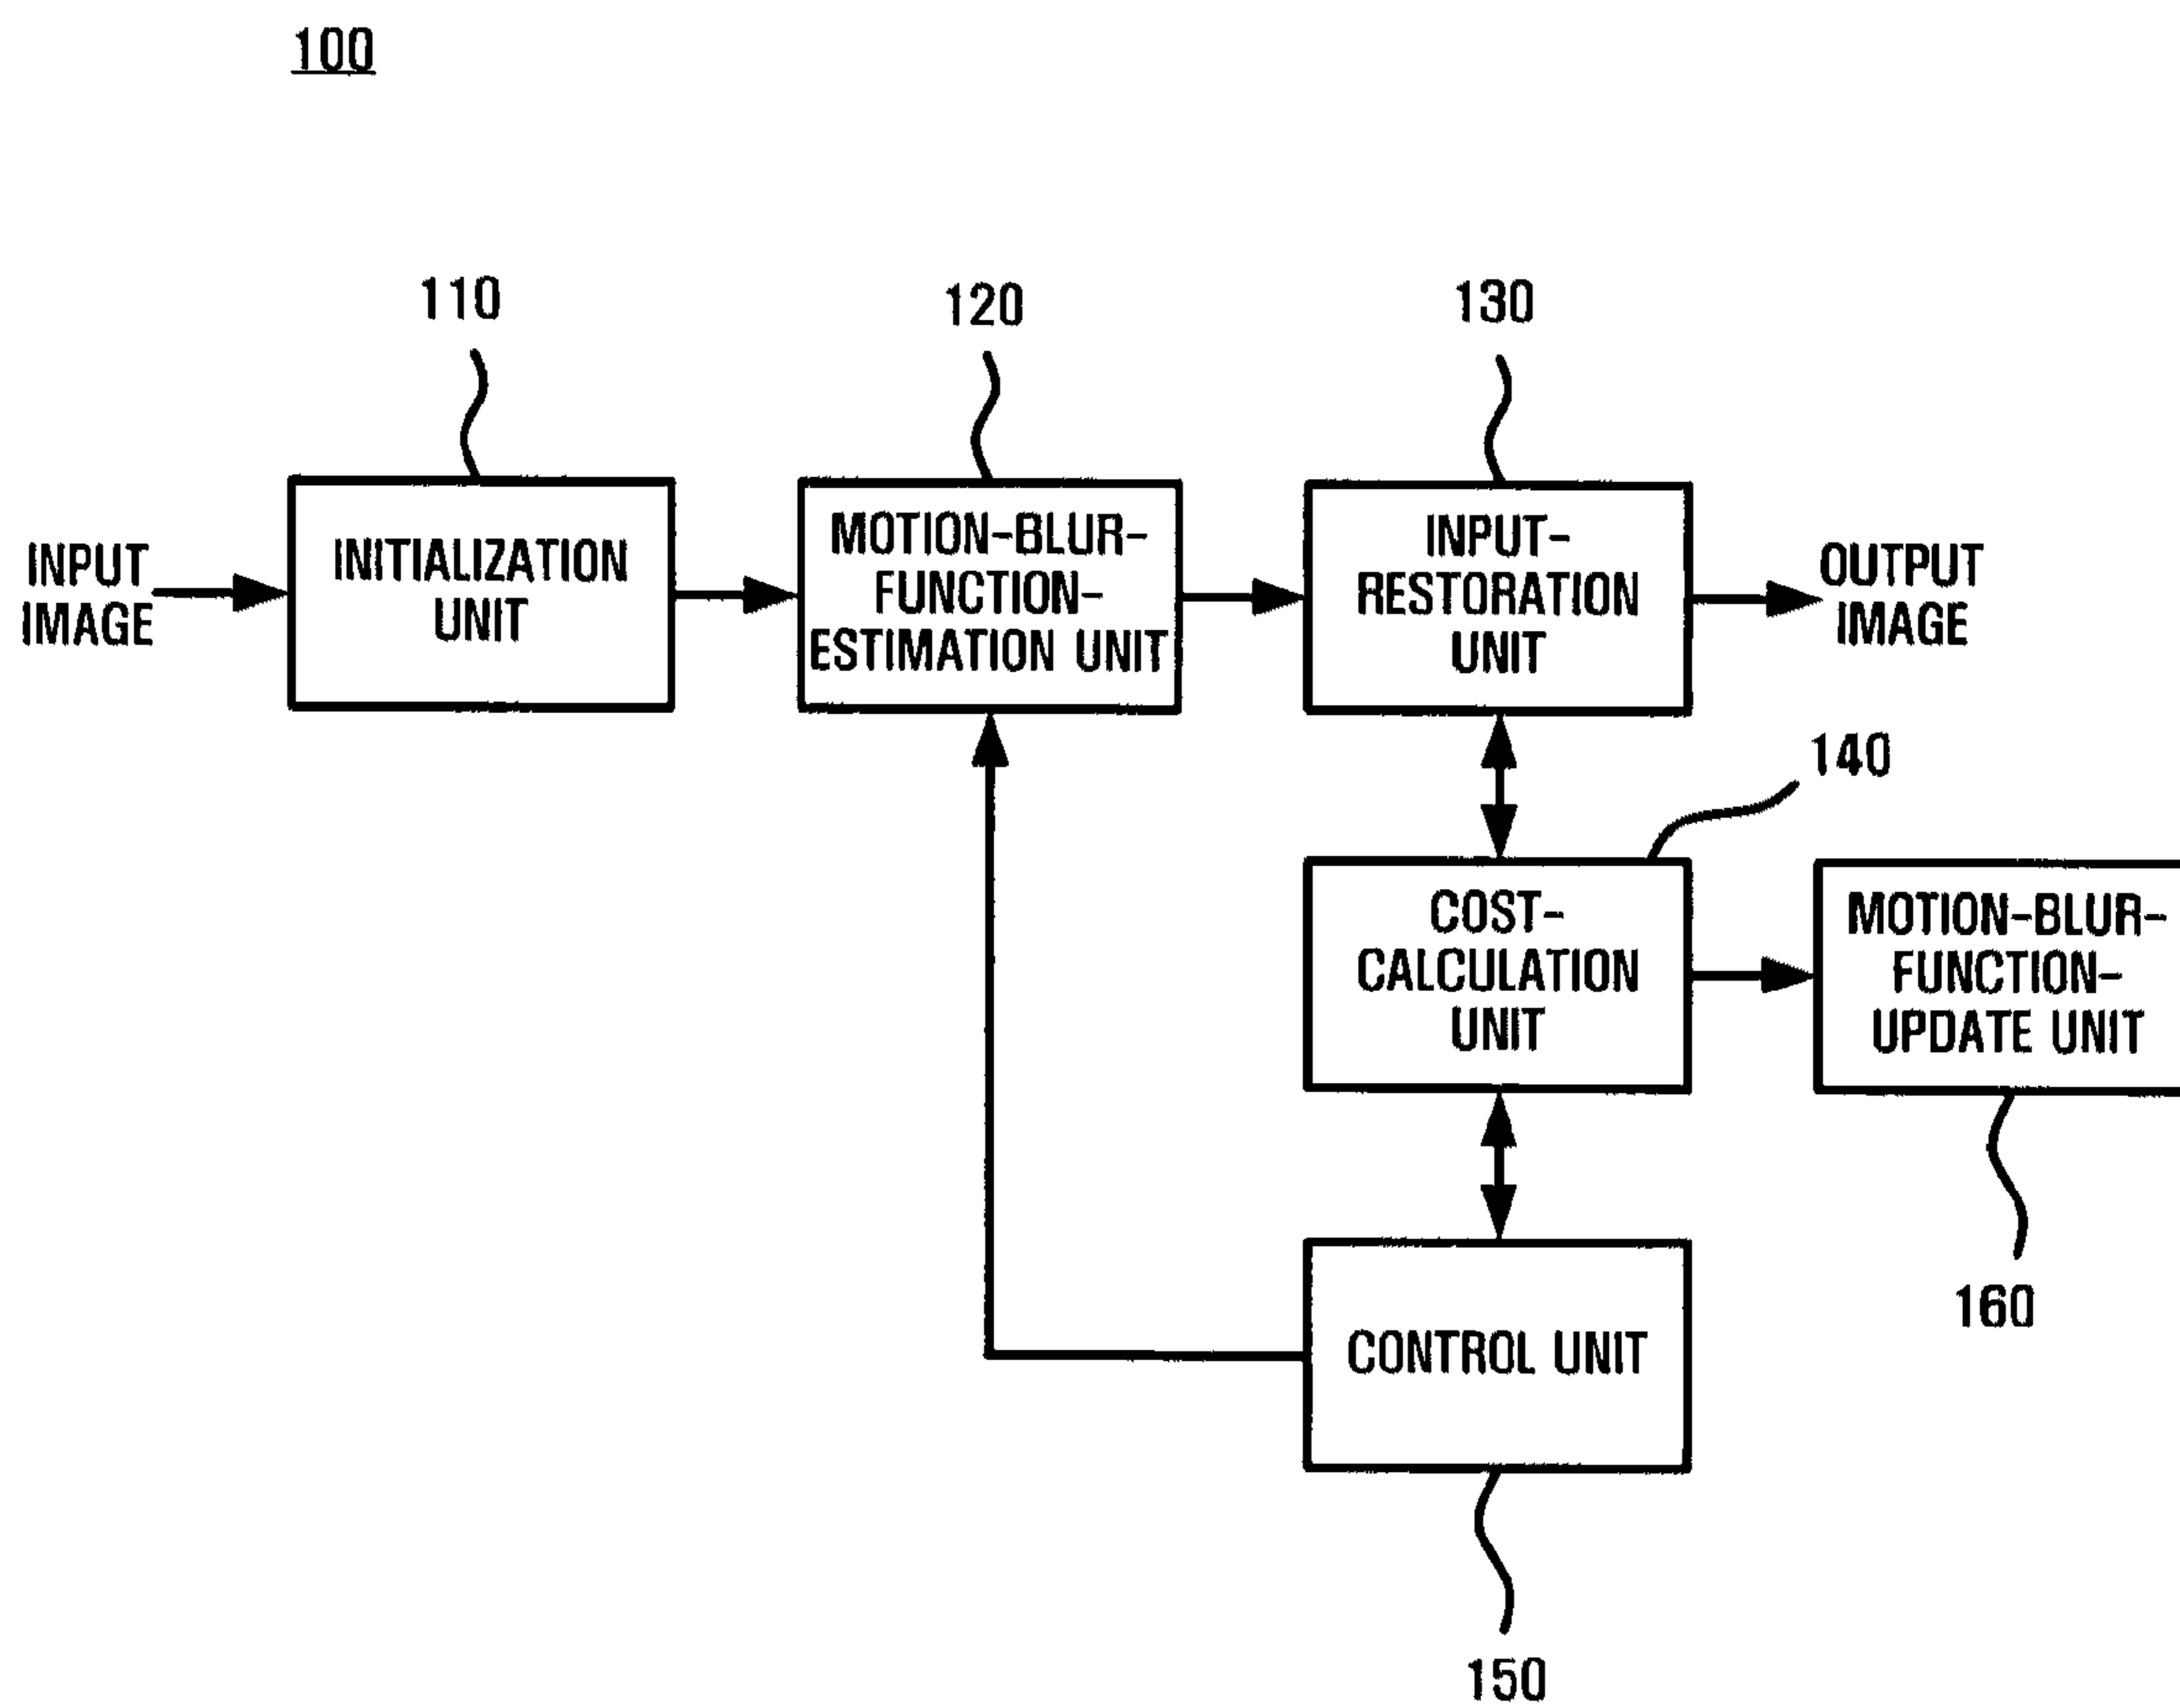 100
110
120
130
INPUT
IMAGE
INITIALIZATION
UNIT
MOTION-BLUR-
FUNCTION-
ESTIMATION UNIT
INPUT-
RESTORATION
UNIT
OUTPUT
IMAGE
140
COST-
CALCULATION
UNIT
MOTION-BLUR-
FUNCTION-
UPDATE UNIT
160
CONTROL UNIT
150